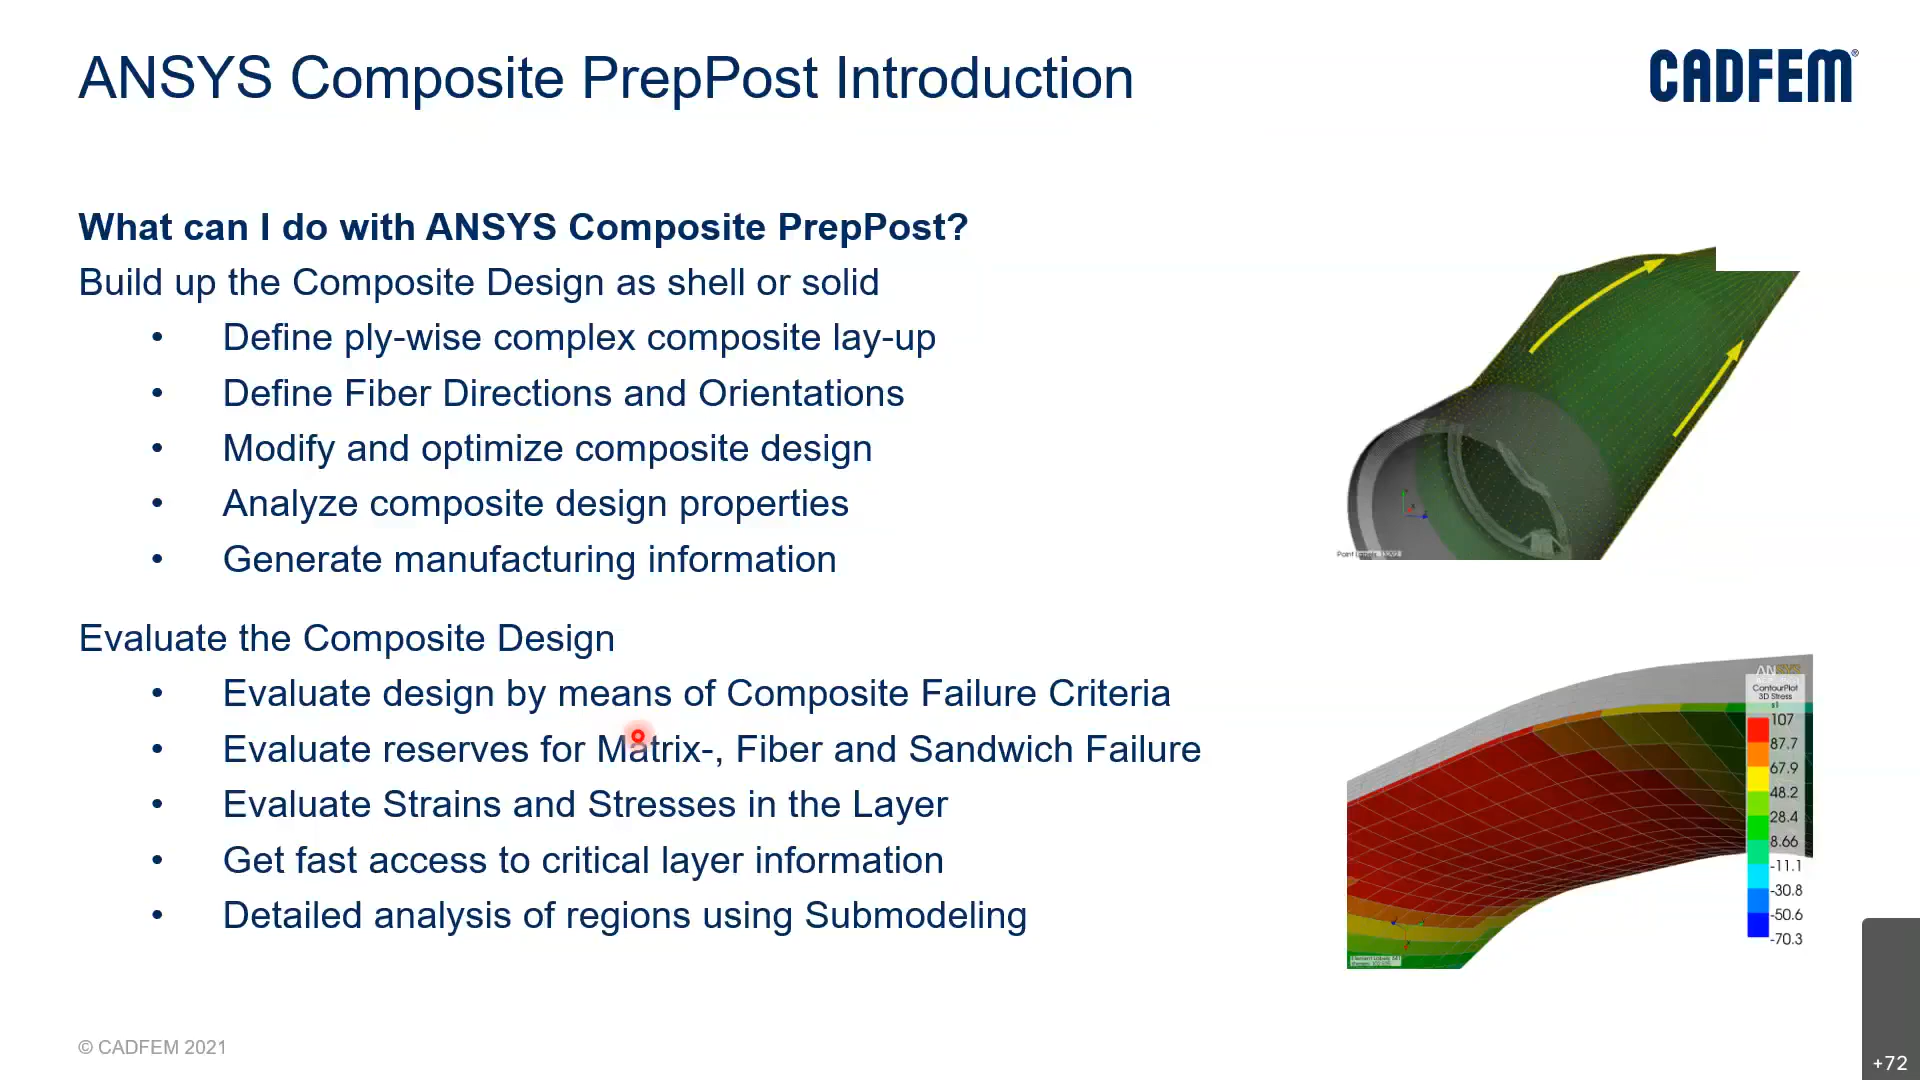 ANSYS Composite PrepPost Introduction
CADFEM®
What can I do with ANSYS Composite PrepPost?
Build up the Composite Design as shell or solid
• Define ply-wise complex composite lay-up
• Define Fiber Directions and Orientations
• Modify and optimize composite design
• Analyze composite design properties
• Generate manufacturing information
Evaluate the Composite Design
• Evaluate design by means of Composite Failure Criteria
• Evaluate reserves for Matrix-, Fiber and Sandwich Failure
• Evaluate Strains and Stresses in the Layer
• Get fast access to critical layer information
• Detailed analysis of regions using Submodeling
ContourPlot
3D Stress
s1
107
87.7
67.9
48.2
28.4
8.66
-11.1
-30.8
-50.6
-70.3
© CADFEM 2021
+72